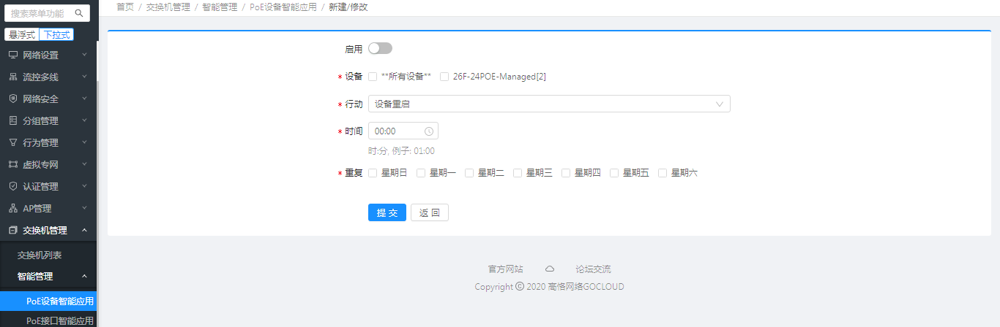 搜索菜单功能
悬浮式 下拉式
网络设置
流控多线
网络安全
分组管理
行为管理
虚拟专网
认证管理
AP管理
交换机管理
交换机列表
智能管理
PoE设备智能应用
PoE接口智能应用
首页 / 交换机管理 / 智能管理 / PoE设备智能应用 / 新建/修改
启用
* 设备 **所有设备** 26F-24POE-Managed[2]
* 行动 设备重启
* 时间 00:00
时:分, 例子: 01:00
* 重复 星期日 星期一 星期二 星期三 星期四 星期五 星期六
提 交 返 回
官方网站 论坛交流
Copyright © 2020 高恪网络GOCLOUD